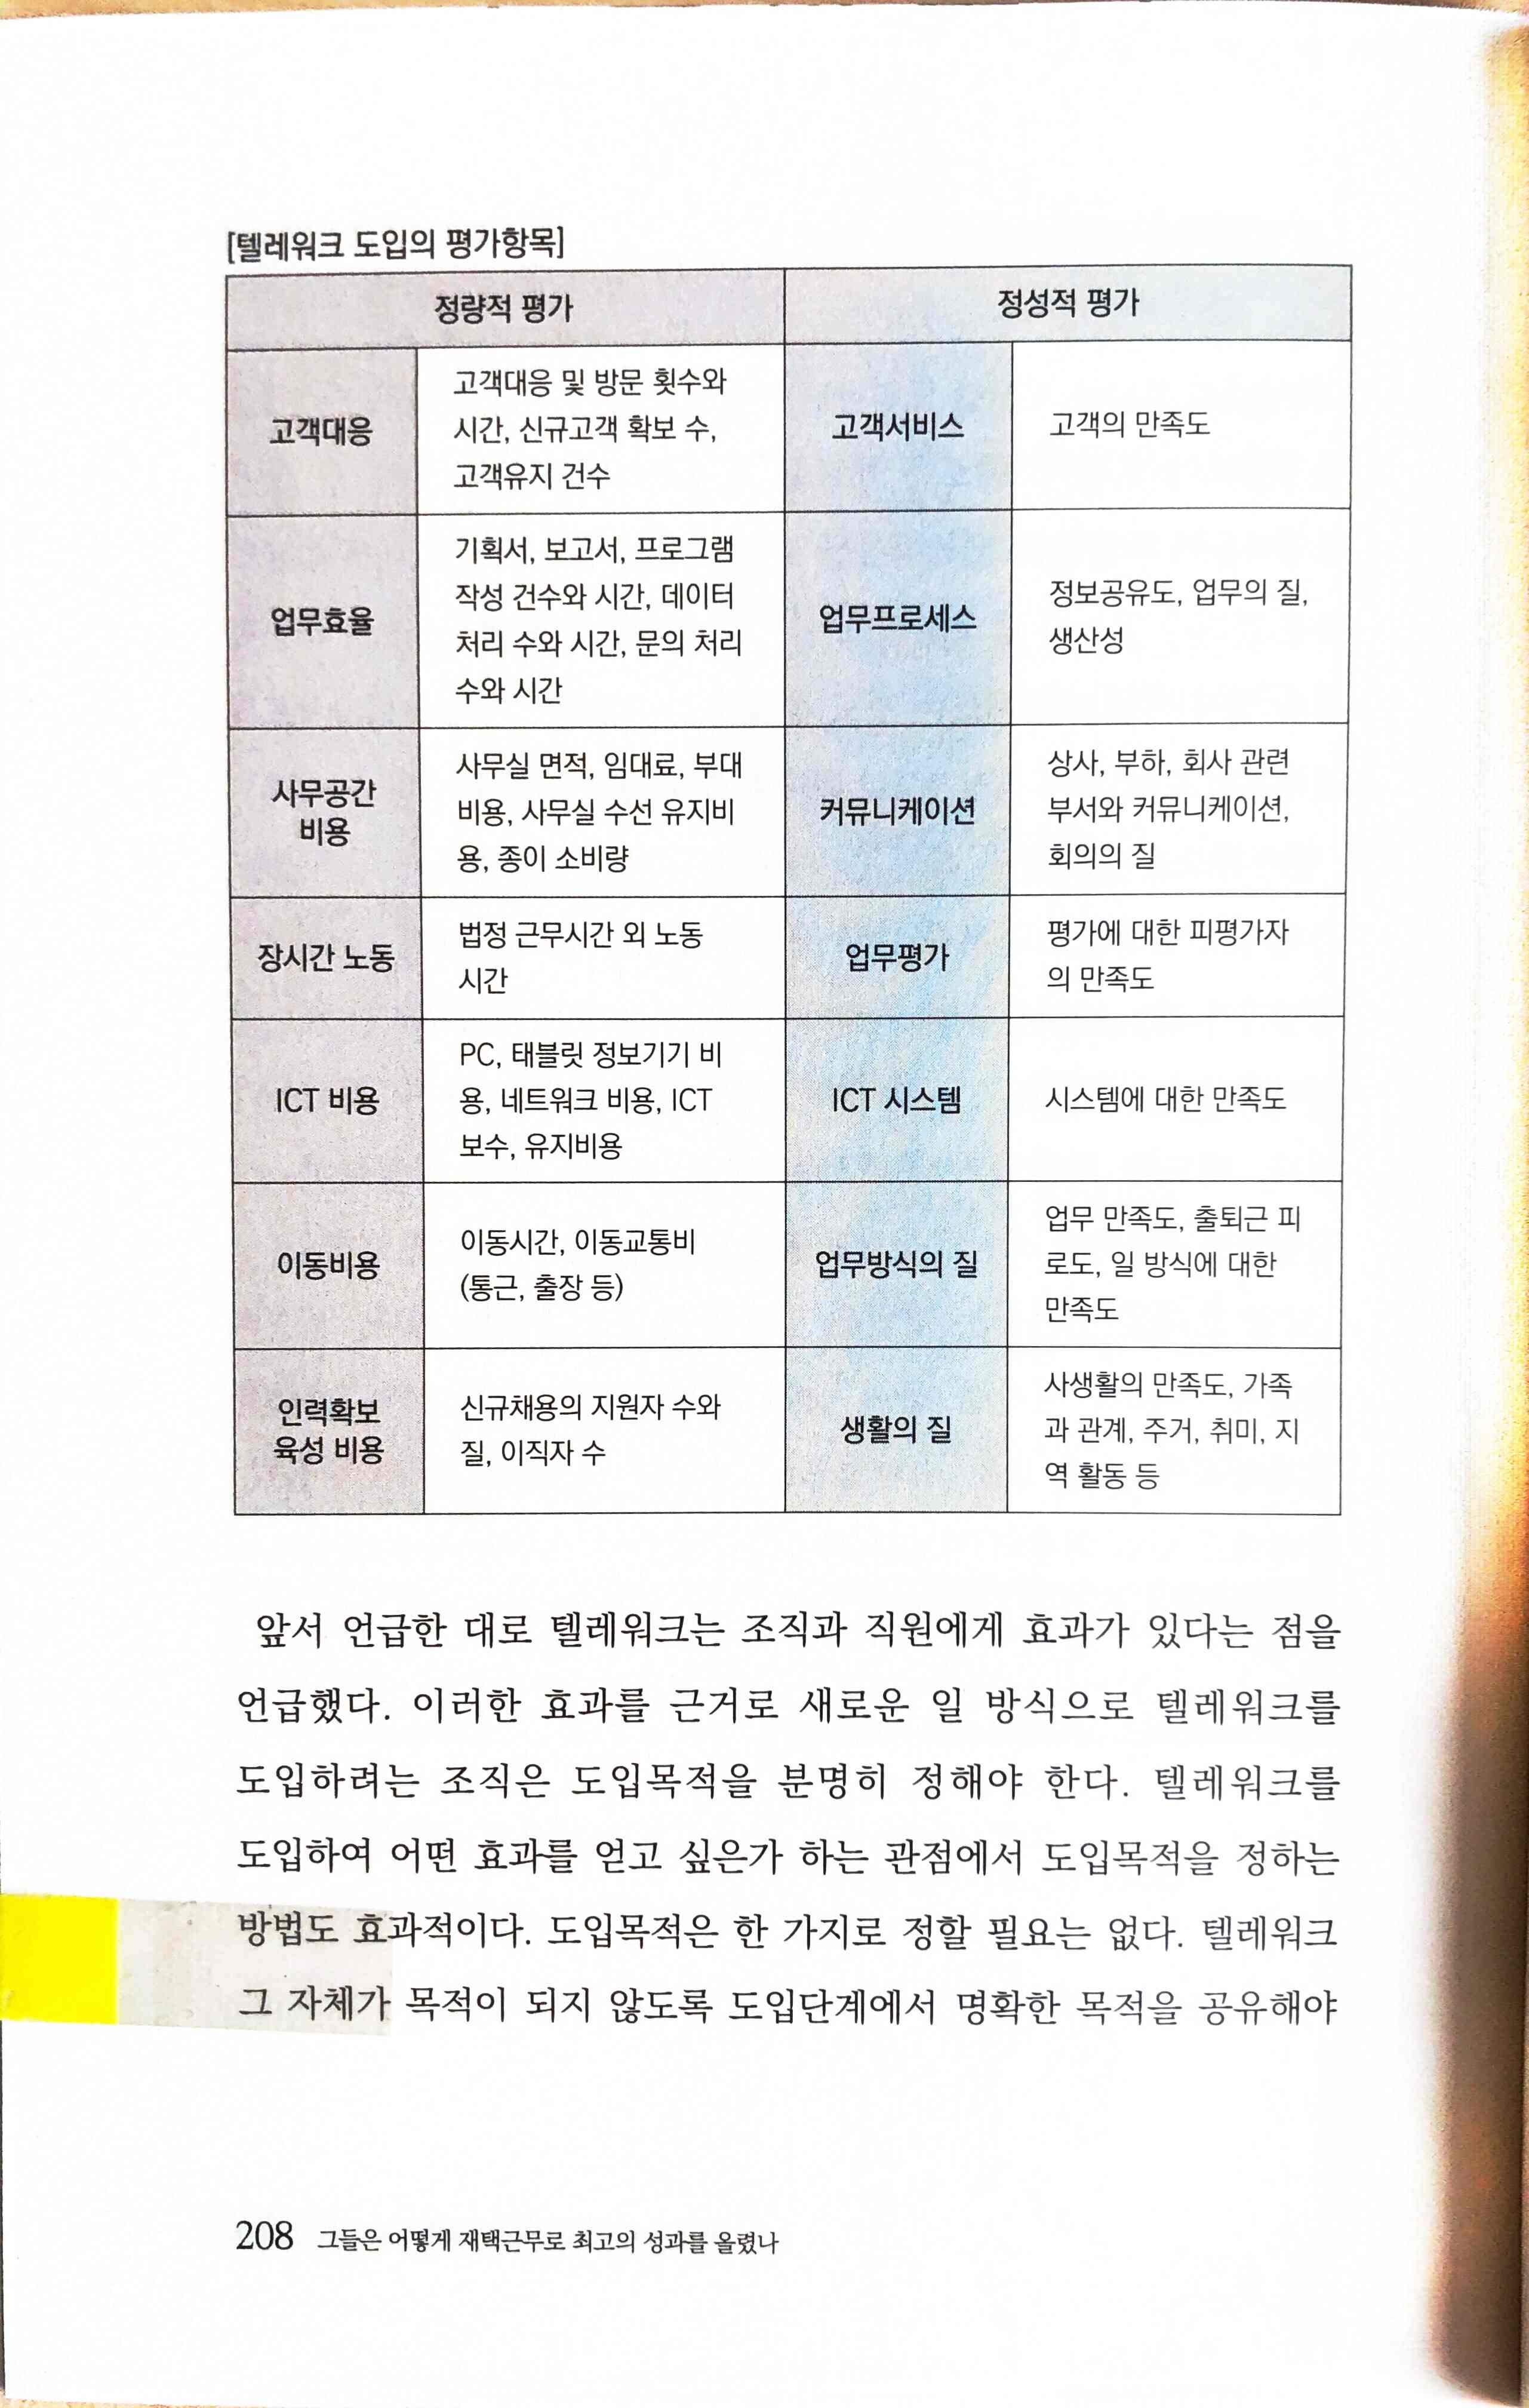 [텔레워크 도입의 평가항목]
정량적 평가
정성적 평가
고객대응
고객대응 및 방문 횟수와
시간, 신규고객 확보 수,
고객유지 건수
고객서비스
고객의 만족도
업무효율
기획서, 보고서, 프로그램
작성 건수와 시간, 데이터
처리 수와 시간, 문의 처리
수와 시간
업무프로세스
정보공유도, 업무의 질,
생산성
사무공간
비용
사무실 면적, 임대료, 부대
비용, 사무실 수선 유지비
용, 종이 소비량
커뮤니케이션
상사, 부하, 회사 관련
부서와 커뮤니케이션,
회의의 질
장시간 노동
법정 근무시간 외 노동
시간
업무평가
평가에 대한 피평가자
의 만족도
ICT 비용
PC, 태블릿 정보기기 비
용, 네트워크 비용, ICT
보수, 유지비용
ICT 시스템
시스템에 대한 만족도
이동비용
이동시간, 이동교통비
(통근, 출장 등)
업무방식의 질
업무 만족도, 출퇴근 피
로도, 일 방식에 대한
만족도
인력확보
육성 비용
신규채용의 지원자 수와
질, 이직자 수
생활의 질
사생활의 만족도, 가족
과 관계, 주거, 취미, 지
역 활동 등
앞서 언급한 대로 텔레워크는 조직과 직원에게 효과가 있다는 점을
언급했다. 이러한 효과를 근거로 새로운 일 방식으로 텔레워크를
도입하려는 조직은 도입목적을 분명히 정해야 한다. 텔레워크를
도입하여 어떤 효과를 얻고 싶은가 하는 관점에서 도입목적을 정하는
방법도 효과적이다. 도입목적은 한 가지로 정할 필요는 없다. 텔레워크
그 자체가 목적이 되지 않도록 도입단계에서 명확한 목적을 공유해야
208 그들은 어떻게 재택근무로 최고의 성과를 올렸나